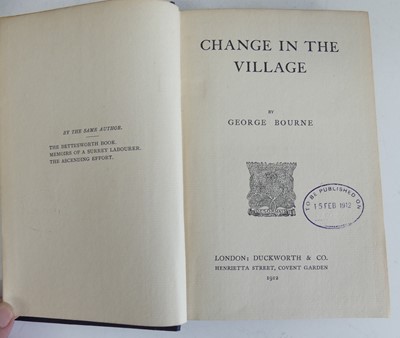 BY THE SAME AUTHOR.
THE BETTESWORTH BOOK.
MEMOIRS OF A SURREY LABOURER.
THE ASCENDING EFFORT.
CHANGE IN THE
VILLAGE
BY
GEORGE BOURNE
TO BE PUBLISHED ON
15 FEB 1912
LONDON: DUCKWORTH & CO.
HENRIETTA STREET, COVENT GARDEN
1912